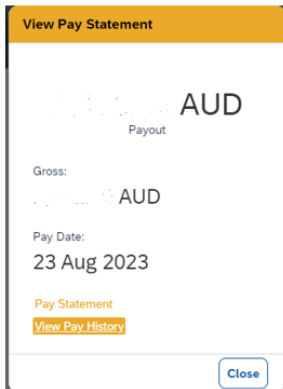 View Pay Statement
AUD
Payout
Gross:
AUD
Pay Date:
23 Aug 2023
Pay Statement
View Pay History
Close